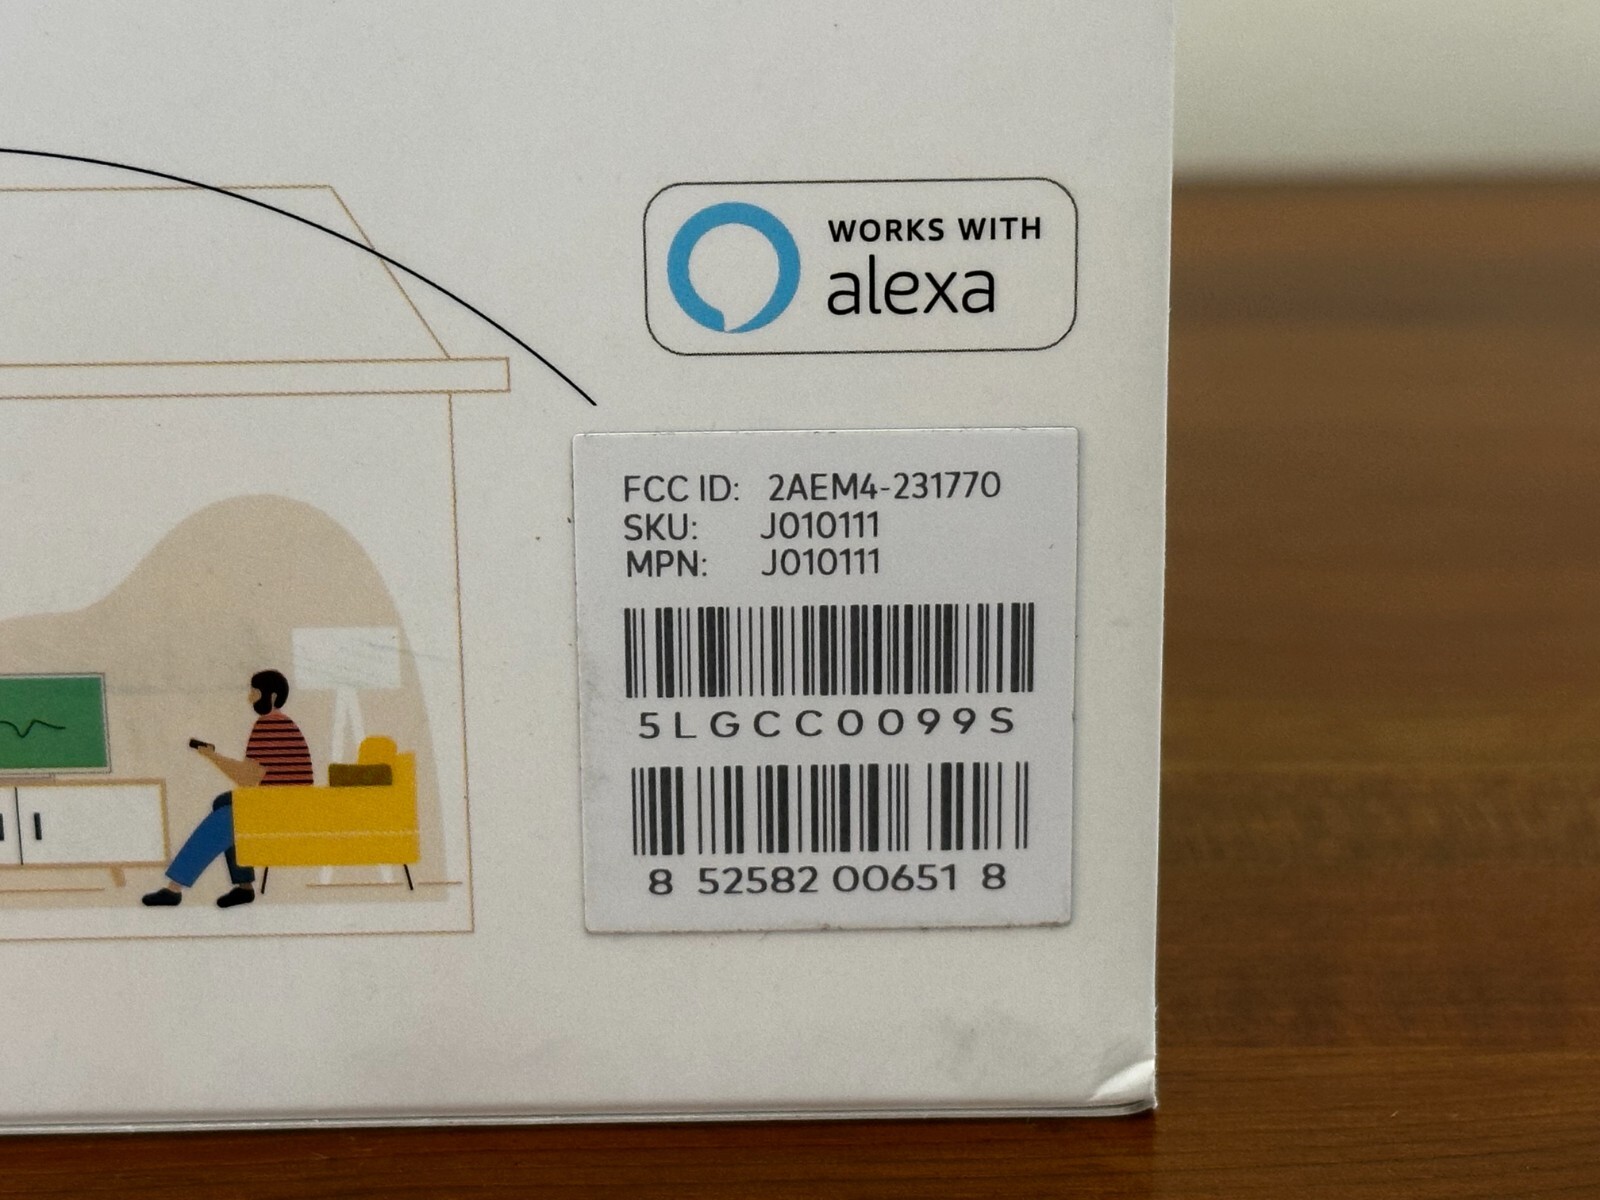 WORKS WITH
alexa
FCC ID: 2AEM4-231770
SKU: J010111
MPN: J010111
5LGCC0099S
8 52582 00651 8